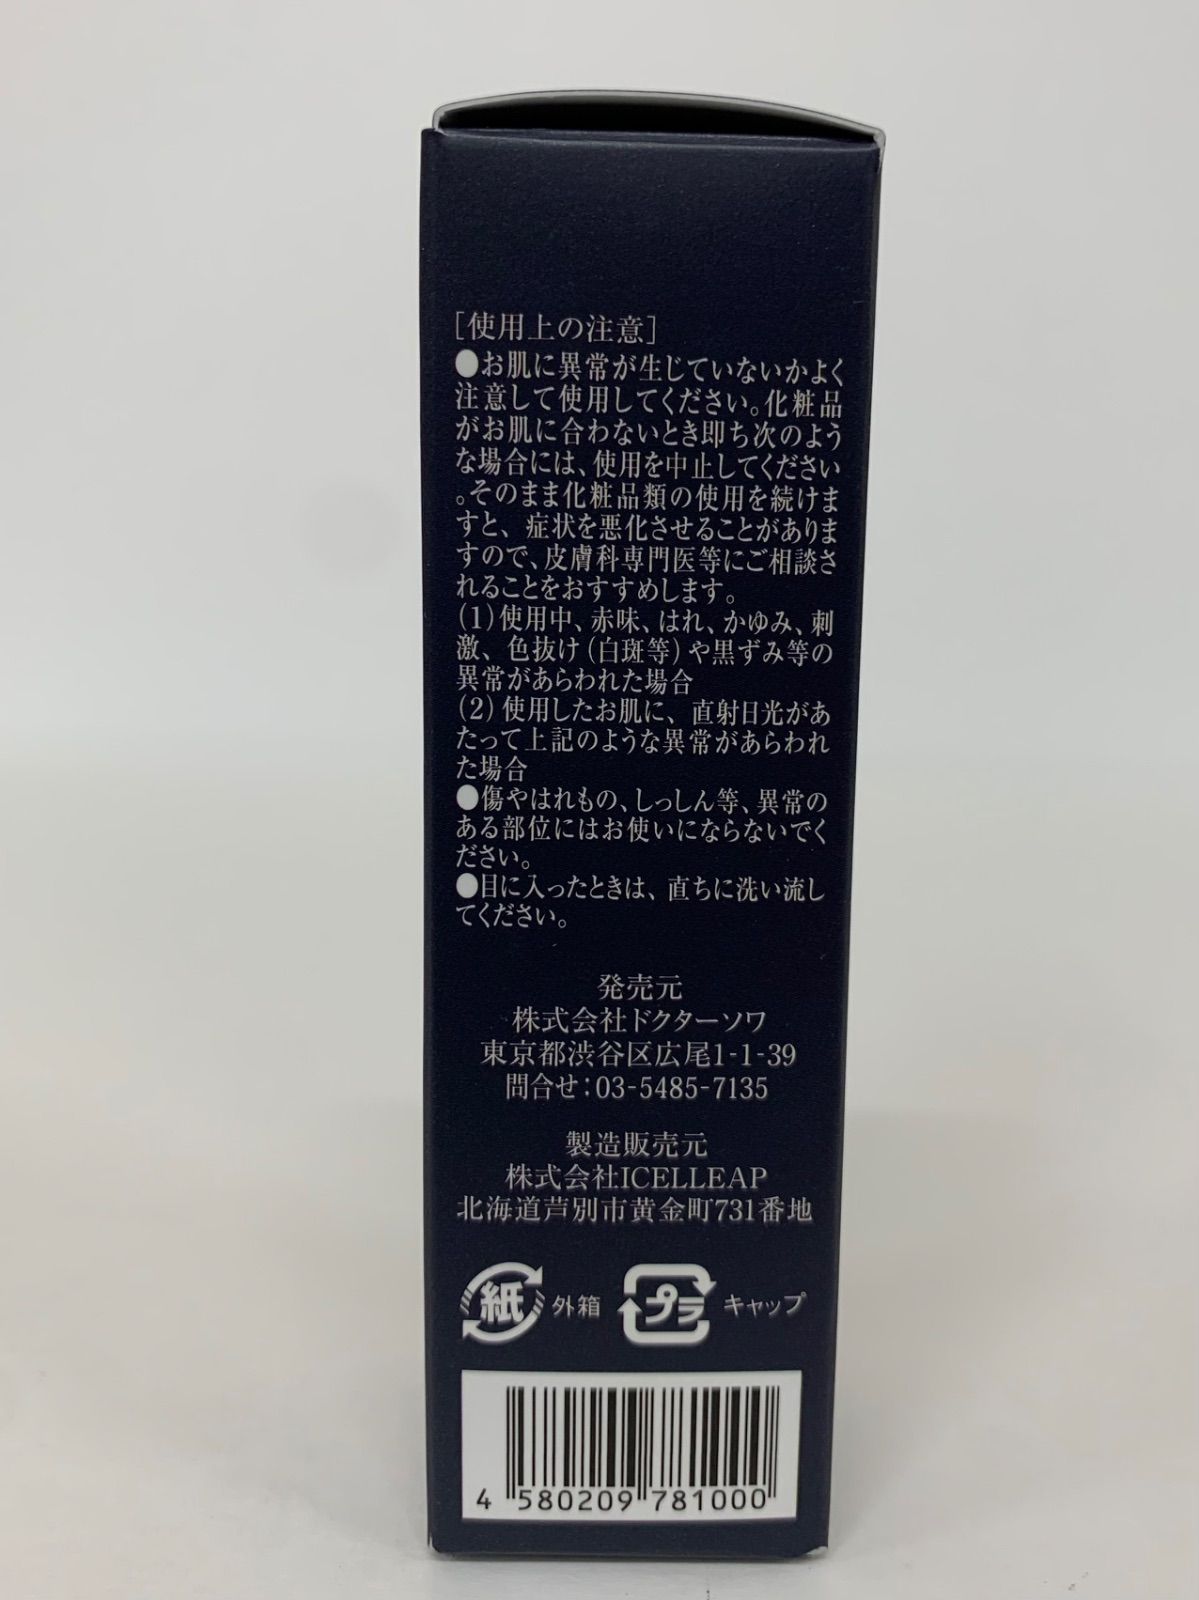 [使用上の注意]
●お肌に異常が生じていないかよく
注意して使用してください。化粧品
がお肌に合わないとき即ち次のよう
な場合には、使用を中止してください
。そのまま化粧品類の使用を続けま
すと、症状を悪化させることがありま
すので、皮膚科専門医等にご相談さ
れることをおすすめします。
(1)使用中、赤味、はれ、かゆみ、刺
激、色抜け(白斑等)や黒ずみ等の
異常があらわれた場合
(2)使用したお肌に、直射日光があ
たって上記のような異常があらわれ
た場合
●傷やはれもの、しっしん等、異常の
ある部位にはお使いにならないでく
ださい。
●目に入ったときは、直ちに洗い流し
てください。
発売元
株式会社ドクターソワ
東京都渋谷区広尾1-1-39
問合せ:03-5485-7135
製造販売元
株式会社ICELLEAP
北海道芦別市黄金町731番地
紙 外箱 プラ キャップ
4 580209 781000